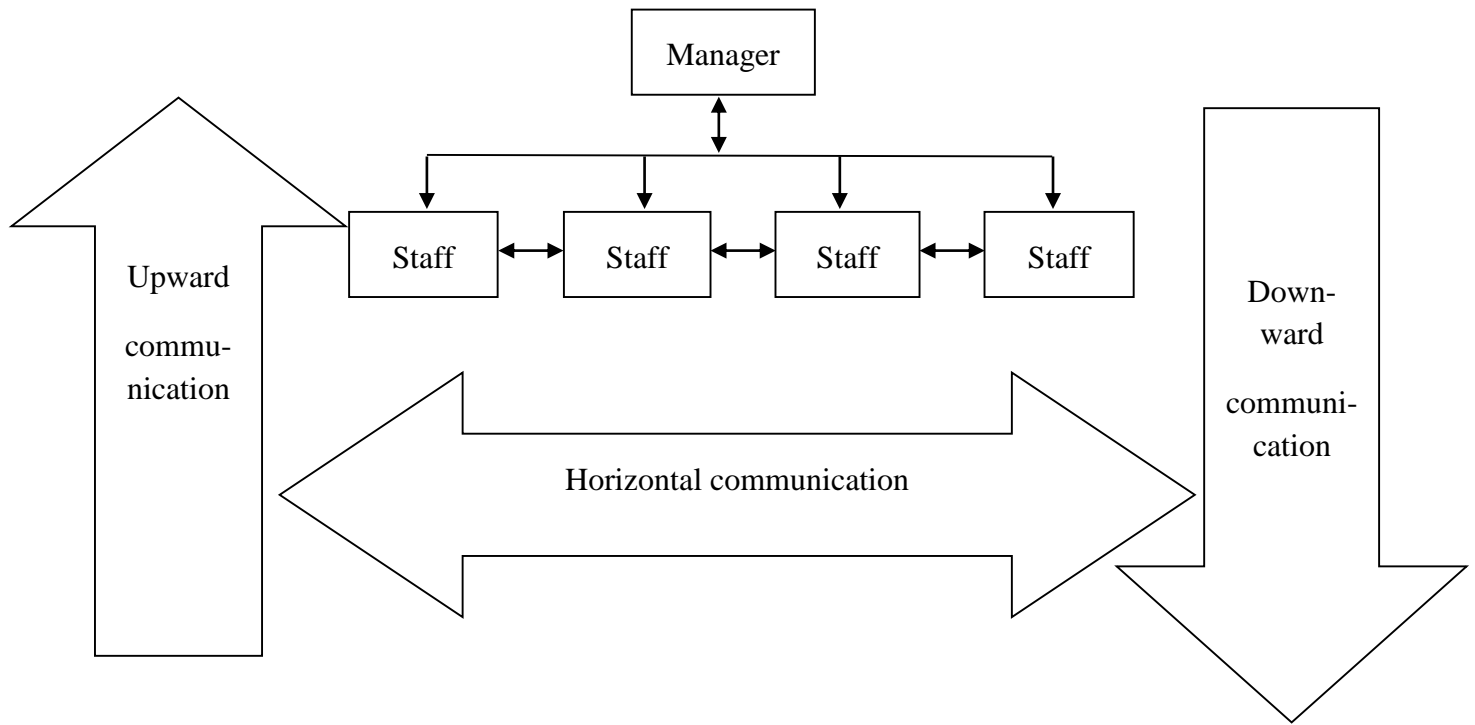 Manager
Staff
Staff
Staff
Staff
Upward
commu-
nication
Down-
ward
communi-
cation
Horizontal communication